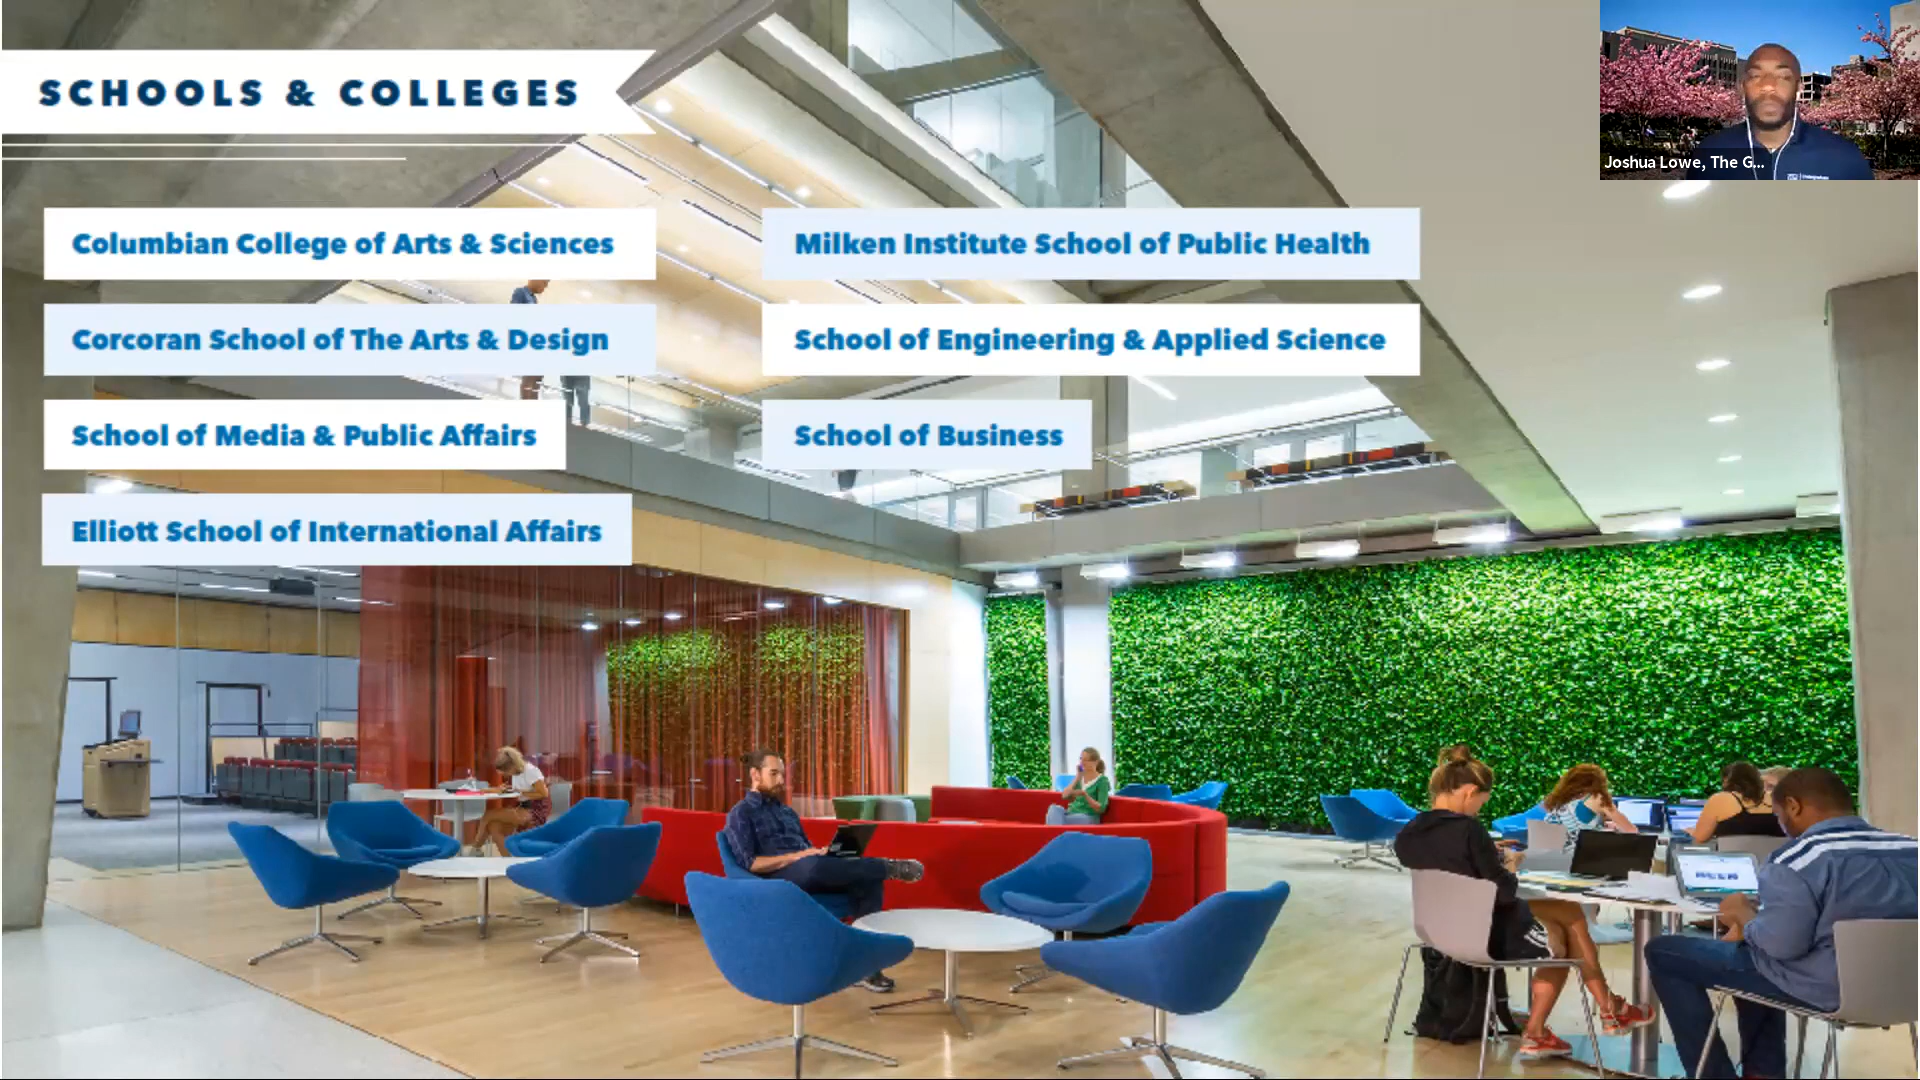 SCHOOLS & COLLEGES
Columbian College of Arts & Sciences
Corcoran School of The Arts & Design
School of Media & Public Affairs
Elliott School of International Affairs
Milken Institute School of Public Health
School of Engineering & Applied Science
School of Business
Joshua Lowe, The G...